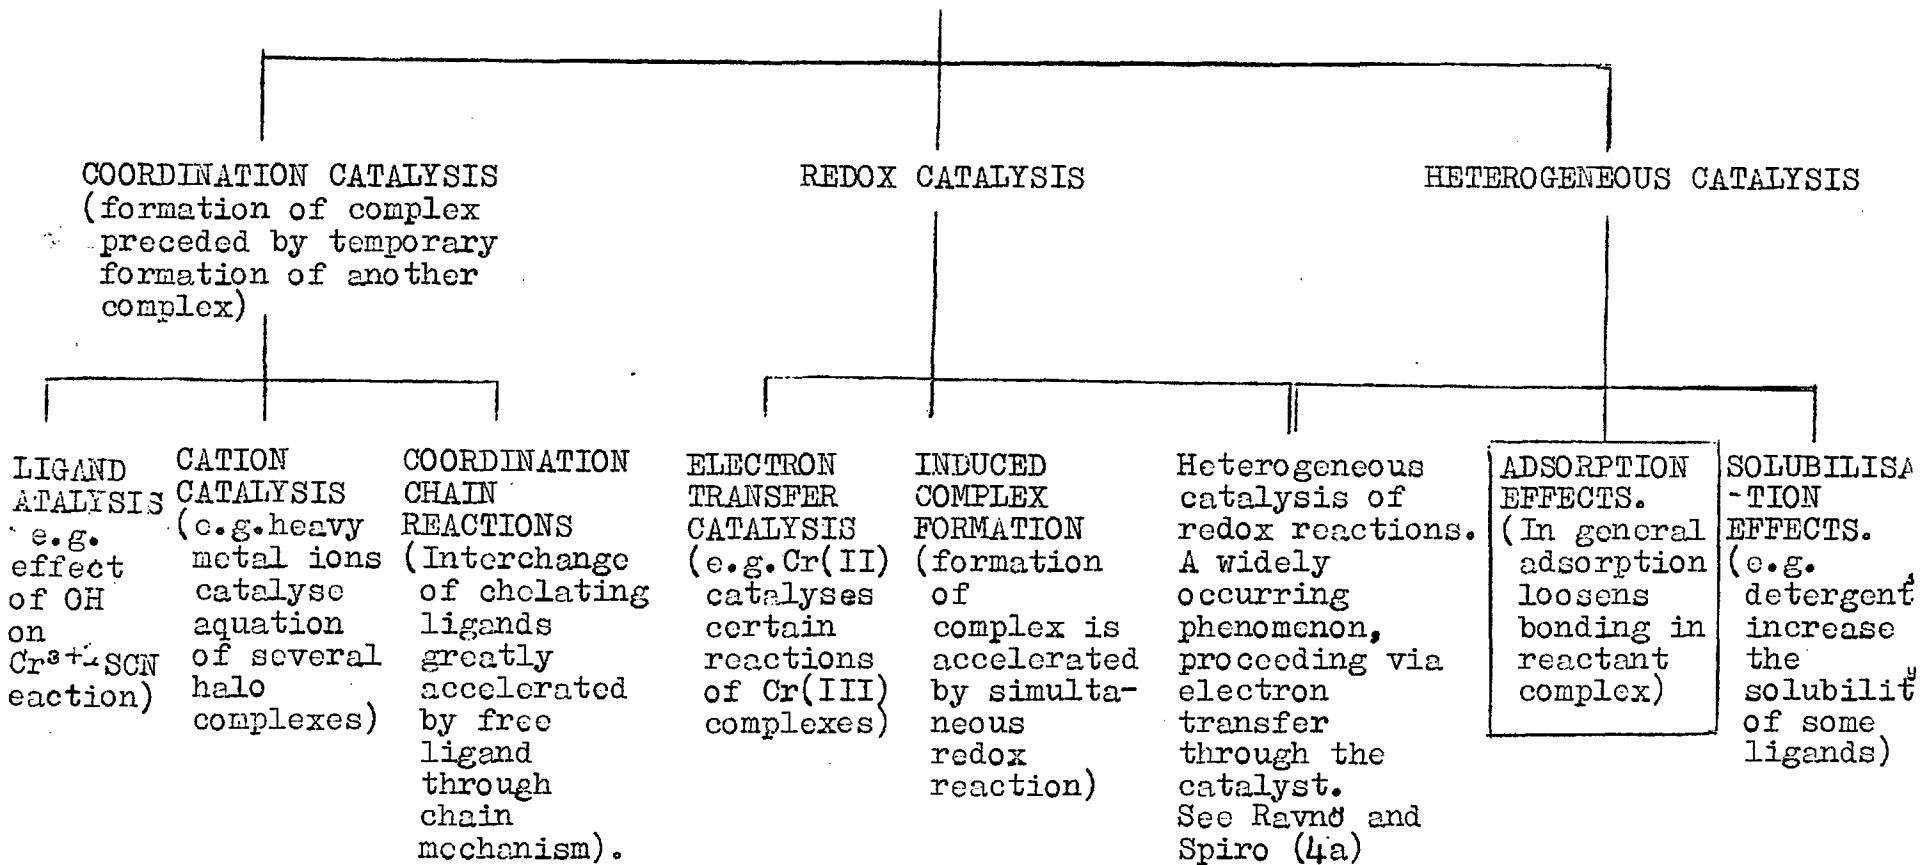 COORDINATION CATALYSIS
(formation of complex
preceded by temporary
formation of another
complex)
REDOX CATALYSIS
HETEROGENEOUS CATALYSIS
LIGAND
ATALYSIS
e.g.
effect
of OH
on
Cr³⁺-SCN
eaction)
CATION
CATALYSIS
(e.g.heavy
metal ions
catalyse
aquation
of several
halo
complexes)
COORDINATION
CHAIN
REACTIONS
(Interchange
of chelating
ligands
greatly
accelerated
by free
ligand
through
chain
mechanism).
ELECTRON
TRANSFER
CATALYSIS
(e.g.Cr(II)
catalyses
certain
reactions
of Cr(III)
complexes)
INDUCED
COMPLEX
FORMATION
(formation
of
complex is
accelerated
by simulta-
neous
redox
reaction)
Heterogeneous
catalysis of
redox reactions.
A widely
occurring
phenomenon,
proceeding via
electron
transfer
through the
catalyst.
See Ravnö and
Spiro (4a)
ADSORPTION
EFFECTS.
(In general
adsorption
loosens
bonding in
reactant
complex)
SOLUBILISA
-TION
EFFECTS.
(e.g.
detergent
increase
the
solubility
of some
ligands)